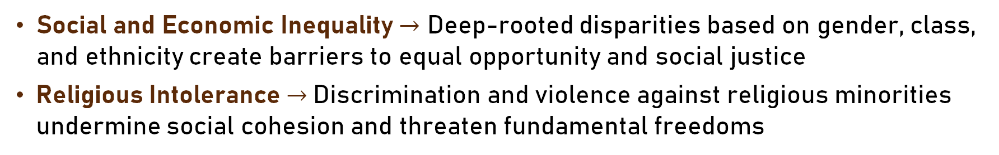 • Social and Economic Inequality → Deep-rooted disparities based on gender, class,
and ethnicity create barriers to equal opportunity and social justice
• Religious Intolerance → Discrimination and violence against religious minorities
undermine social cohesion and threaten fundamental freedoms